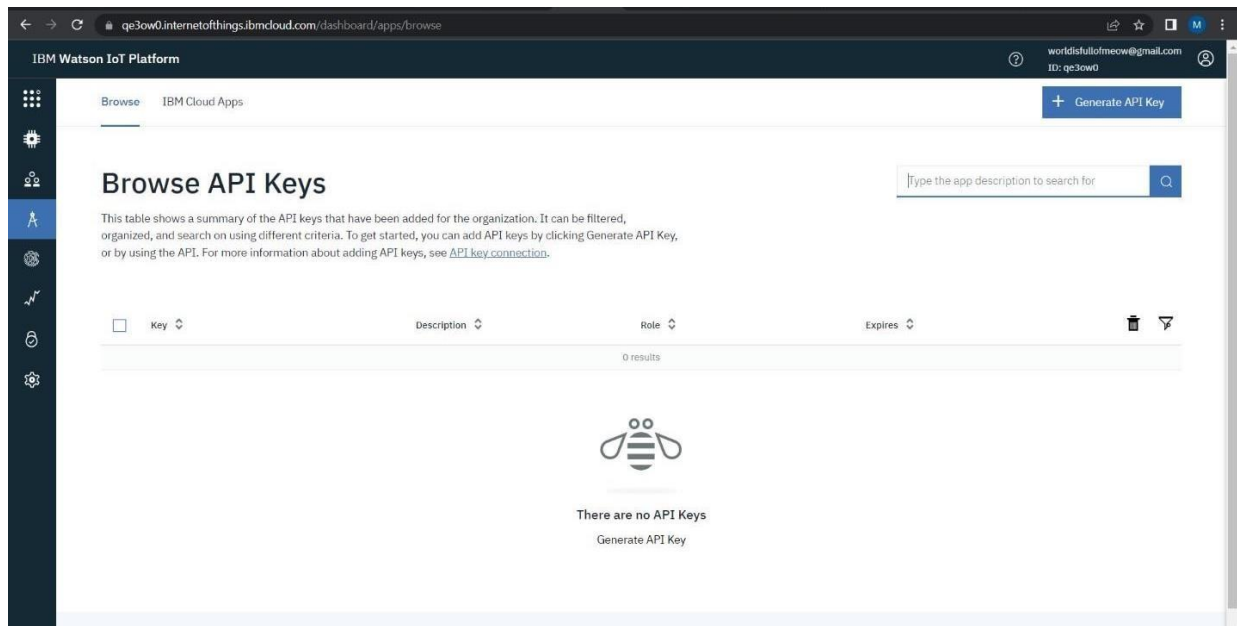 qe3ow0.internetofthings.ibmcloud.com/dashboard/apps/browse
M
IBM Watson IoT Platform
worldisfullofmeow@gmail.com
ID: qe3ow0
Browse IBM Cloud Apps
+ Generate API Key
Browse API Keys
Type the app description to search for
This table shows a summary of the API keys that have been added for the organization. It can be filtered,
organized, and search on using different criteria. To get started, you can add API keys by clicking Generate API Key,
or by using the API. For more information about adding API keys, see API key connection.
Key Description Role Expires
0 results
There are no API Keys
Generate API Key